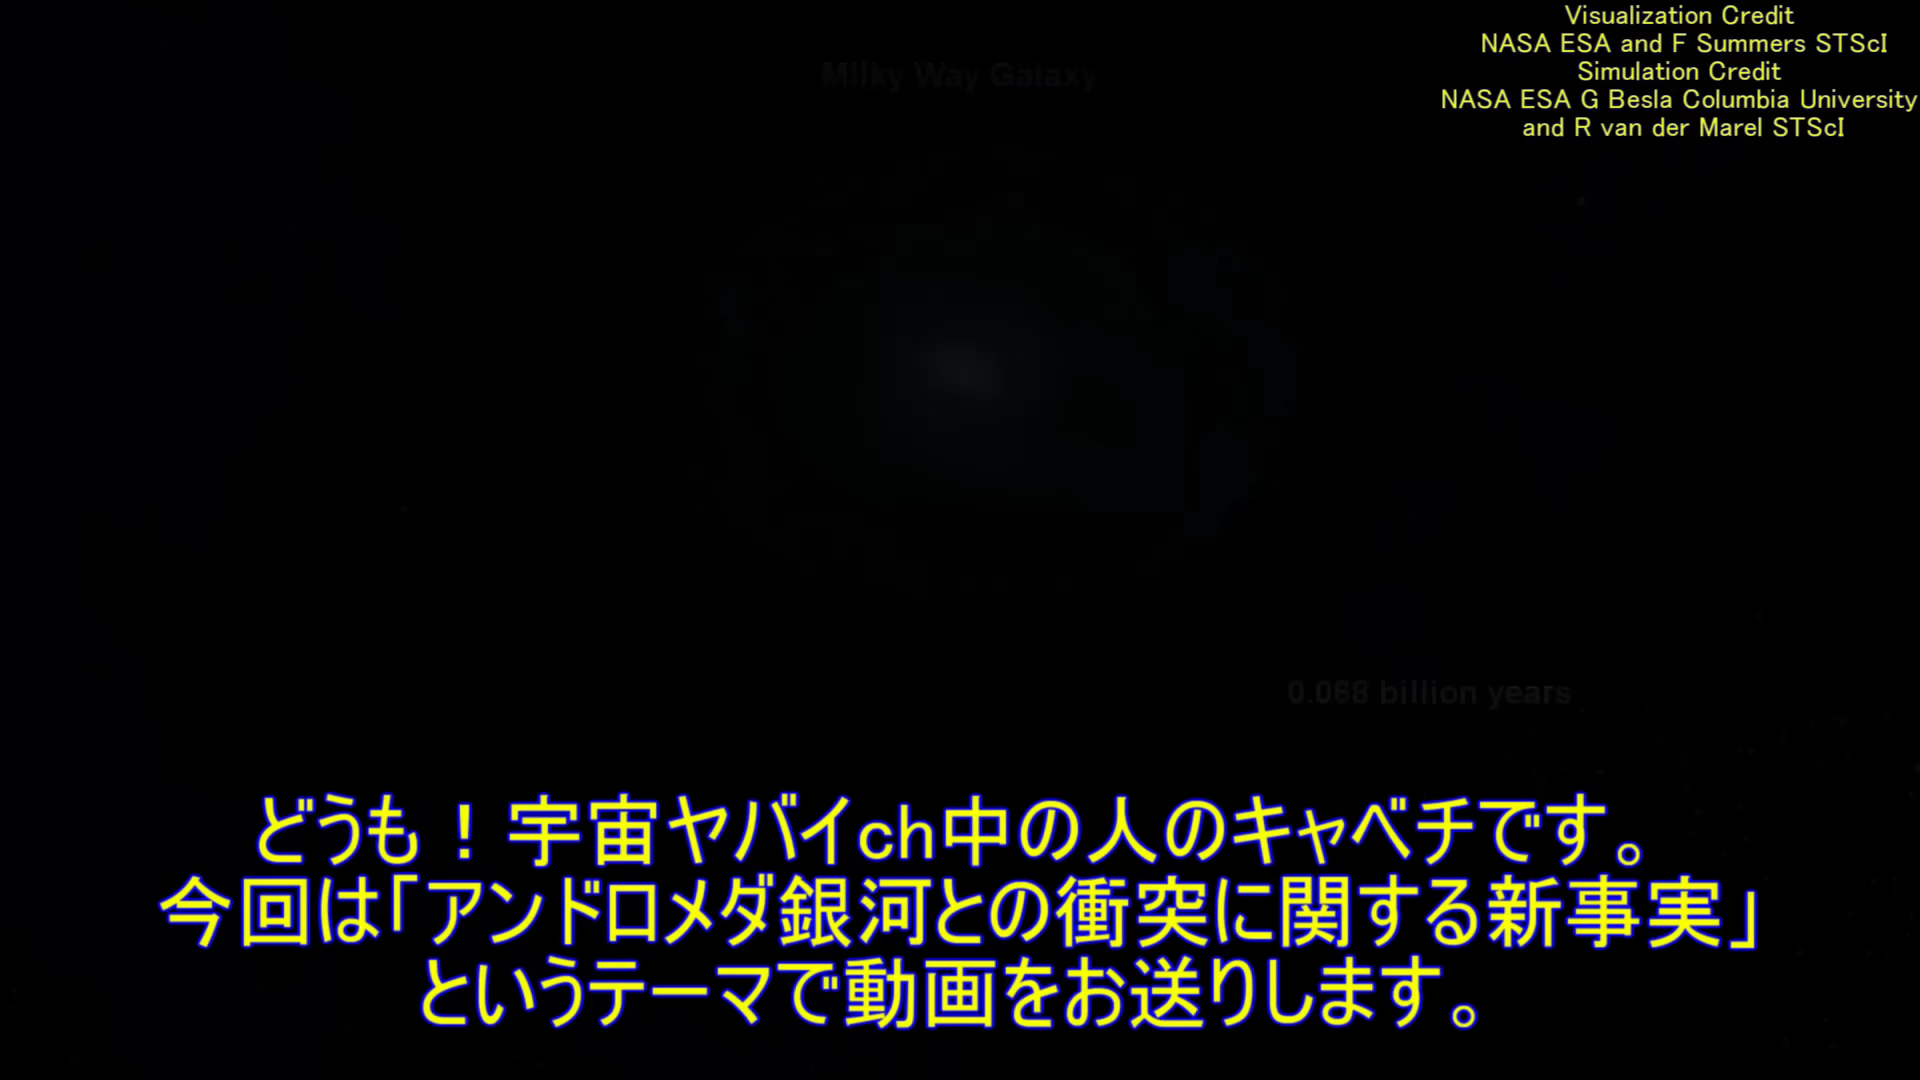 Visualization Credit
NASA ESA and F Summers STScI
Simulation Credit
NASA ESA G Besla Columbia University
and R van der Marel STScI
Milky Way Galaxy
0.068 billion years
どうも！宇宙ヤバイch中の人のキャベチです。
今回は「アンドロメダ銀河との衝突に関する新事実」
というテーマで動画をお送りします。